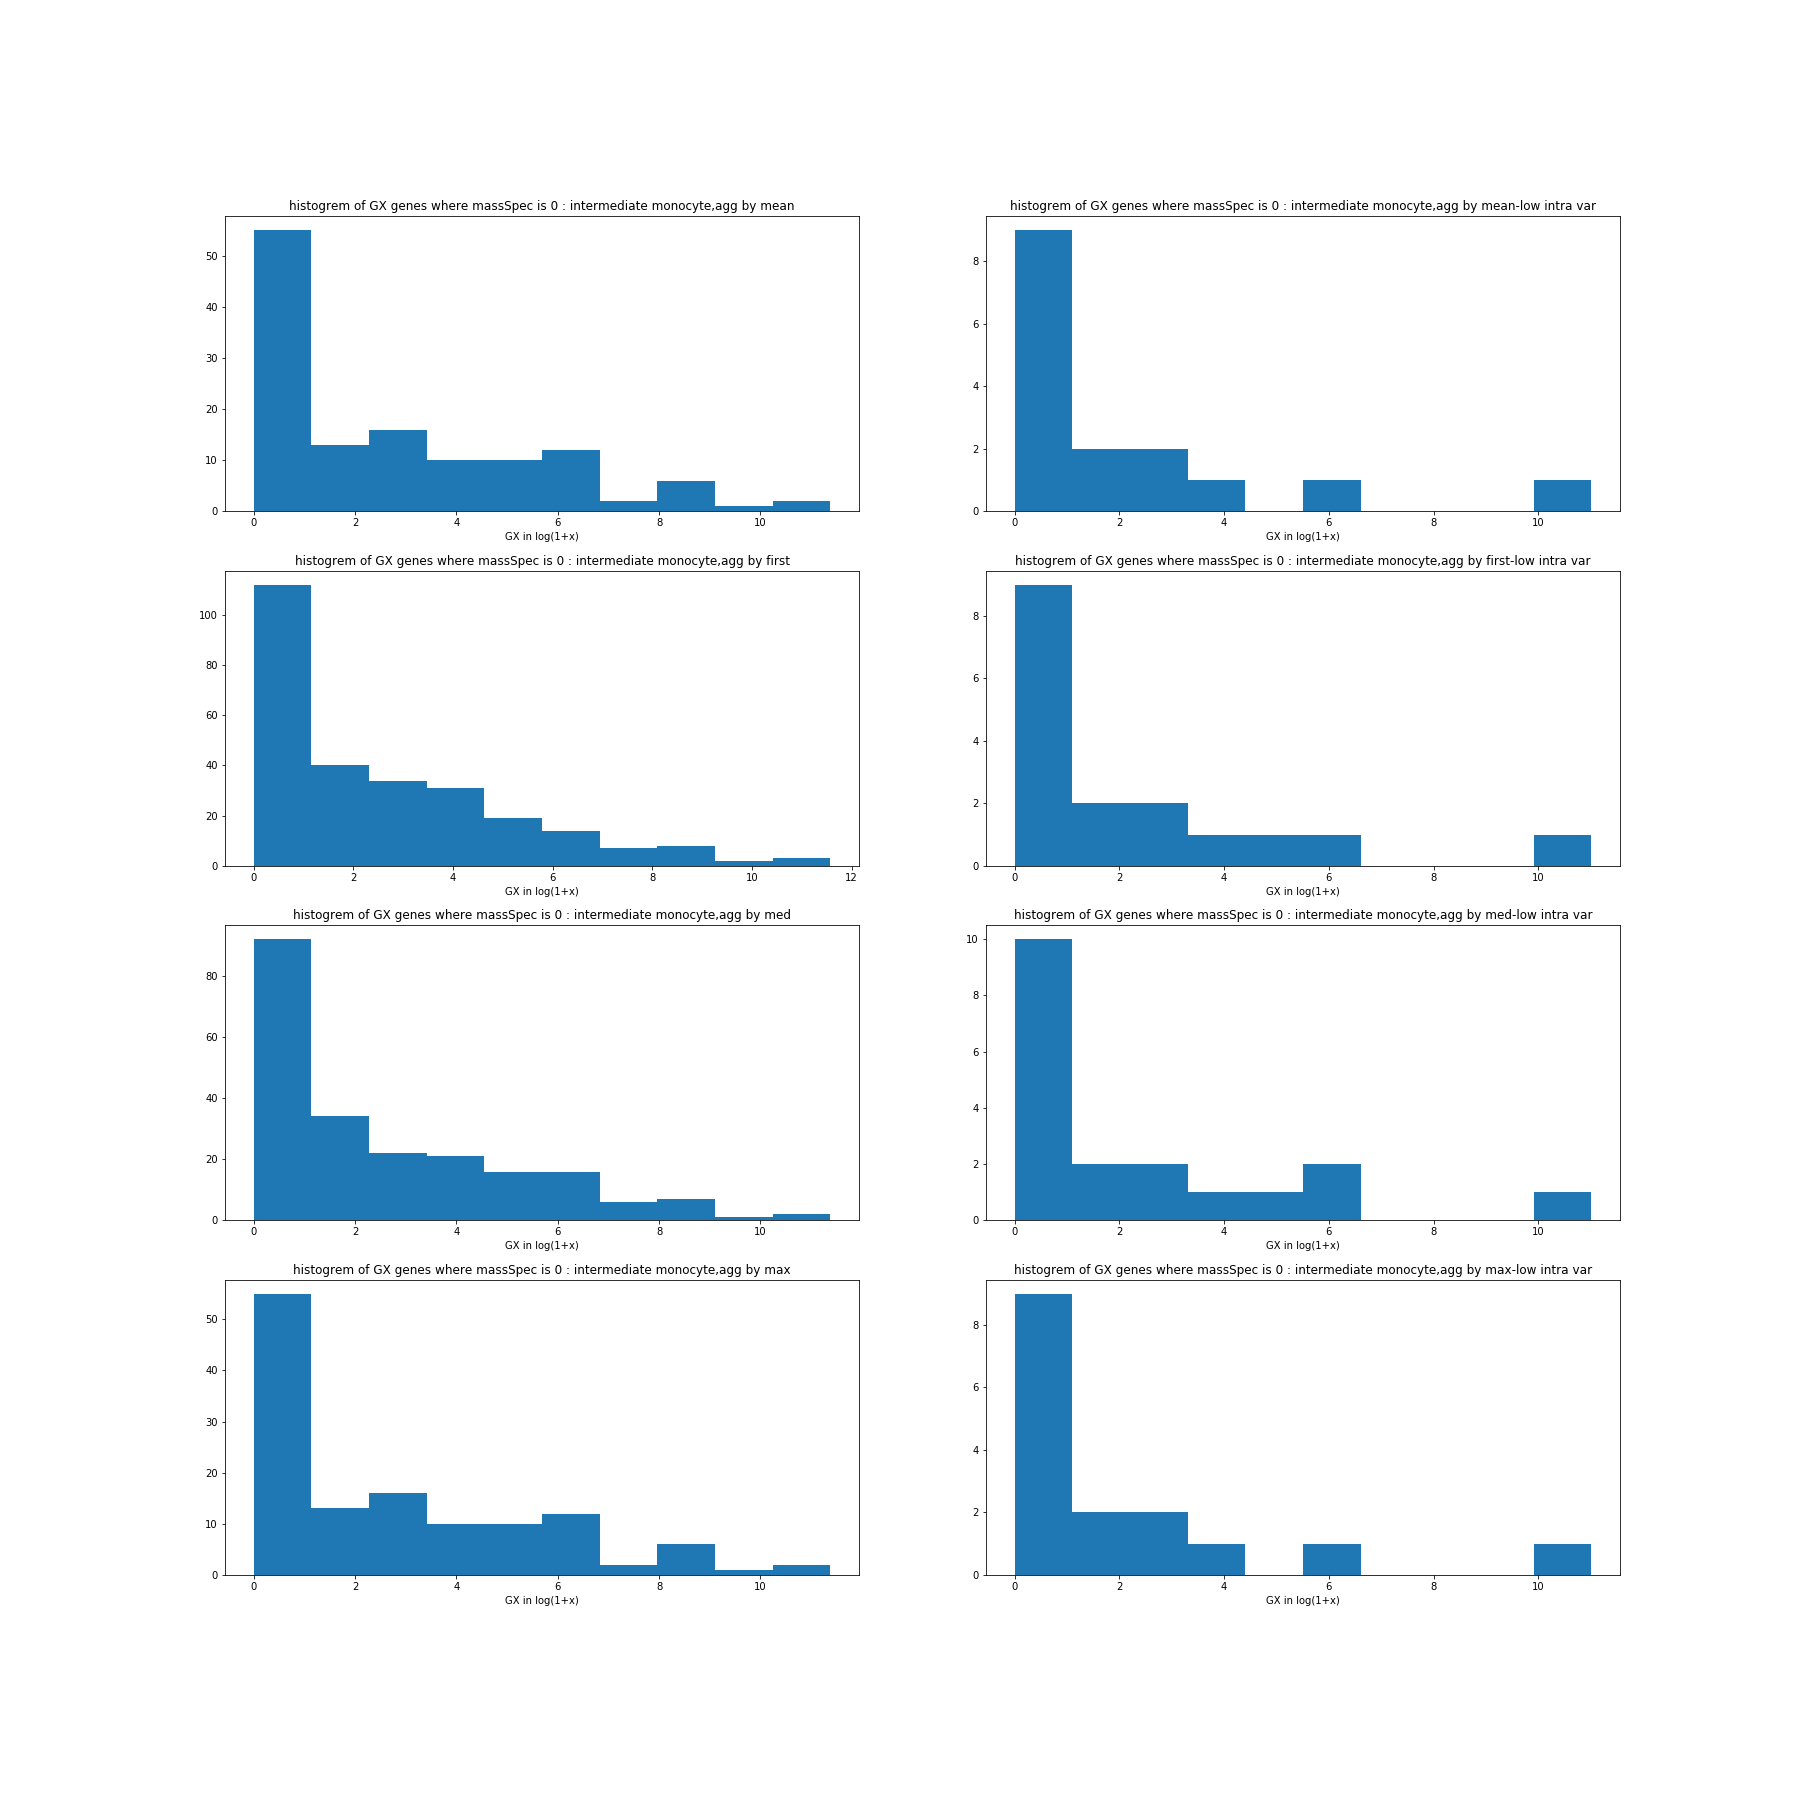 histogrem of GX genes where massSpec is 0 : intermediate monocyte,agg by mean
50
40
30
20
10
0
0 2 4 6 8 10
GX in log(1+x)
histogrem of GX genes where massSpec is 0 : intermediate monocyte,agg by mean-low intra var
8
6
4
2
0
0 2 4 6 8 10
GX in log(1+x)
histogrem of GX genes where massSpec is 0 : intermediate monocyte,agg by first
100
80
60
40
20
0
0 2 4 6 8 10 12
GX in log(1+x)
histogrem of GX genes where massSpec is 0 : intermediate monocyte,agg by first-low intra var
8
6
4
2
0
0 2 4 6 8 10
GX in log(1+x)
histogrem of GX genes where massSpec is 0 : intermediate monocyte,agg by med
80
60
40
20
0
0 2 4 6 8 10
GX in log(1+x)
histogrem of GX genes where massSpec is 0 : intermediate monocyte,agg by med-low intra var
10
8
6
4
2
0
0 2 4 6 8 10
GX in log(1+x)
histogrem of GX genes where massSpec is 0 : intermediate monocyte,agg by max
50
40
30
20
10
0
0 2 4 6 8 10
GX in log(1+x)
histogrem of GX genes where massSpec is 0 : intermediate monocyte,agg by max-low intra var
8
6
4
2
0
0 2 4 6 8 10
GX in log(1+x)